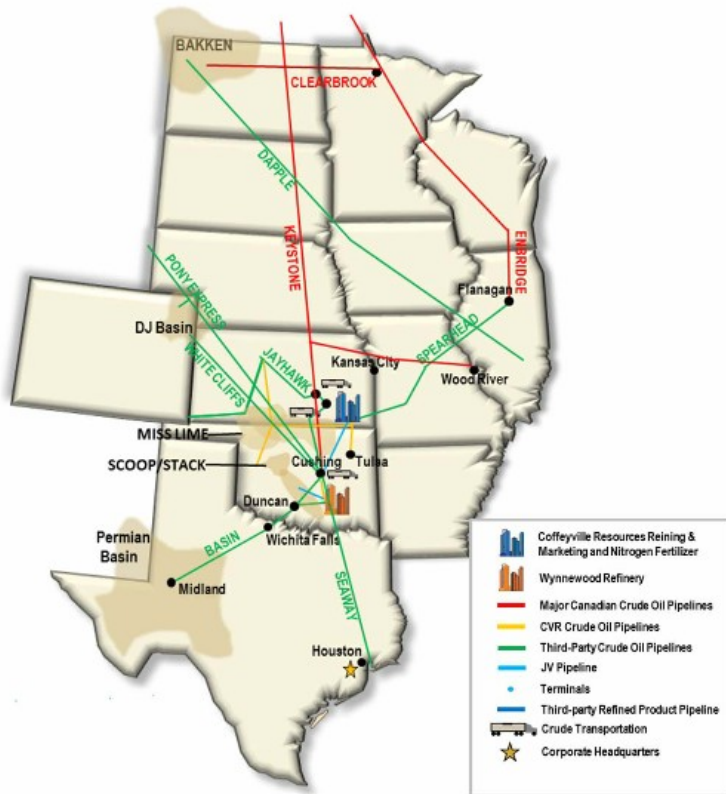 BAKKEN
CLEARBROOK
DAPPLE
KEYSTONE
ENBRIDGE
Flanagan
PONY EXPRESS
DJ Basin
WHITE CLIFFS
JAYHAWK
SPEARHEAD
Kansas City
Wood River
MISS LIME
SCOOP/STACK
Cushing
Tulsa
Duncan
Wichita Falls
Permian
Basin
BASIN
Midland
SEAWAY
Houston
Coffeyville Resources Reining &
Marketing and Nitrogen Fertilizer
Wynnewood Refinery
Major Canadian Crude Oil Pipelines
CVR Crude Oil Pipelines
Third-Party Crude Oil Pipelines
JV Pipeline
Terminals
Third-party Refined Product Pipeline
Crude Transportation
Corporate Headquarters